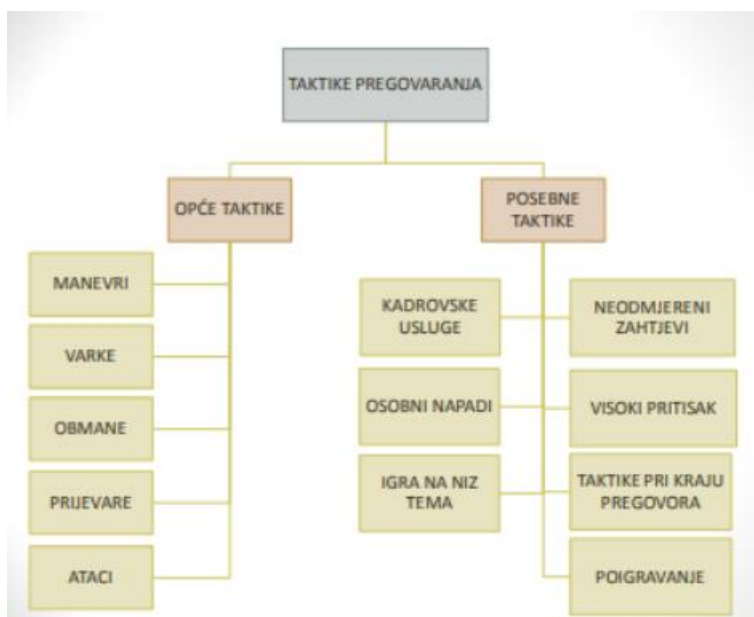 TAKTIKE PREGOVARANJA
OPĆE TAKTIKE
MANEVRI
VARKE
OBMANE
PRIJEVARE
ATACI
POSEBNE
TAKTIKE
KADROVSKE
USLUGE
NEODMJERENI
ZAHTJEVI
OSOBNI NAPADI
VISOKI PRITISAK
IGRA NA NIZ
TEMA
TAKTIKE PRI KRAJU
PREGOVORA
POIGRAVANJE